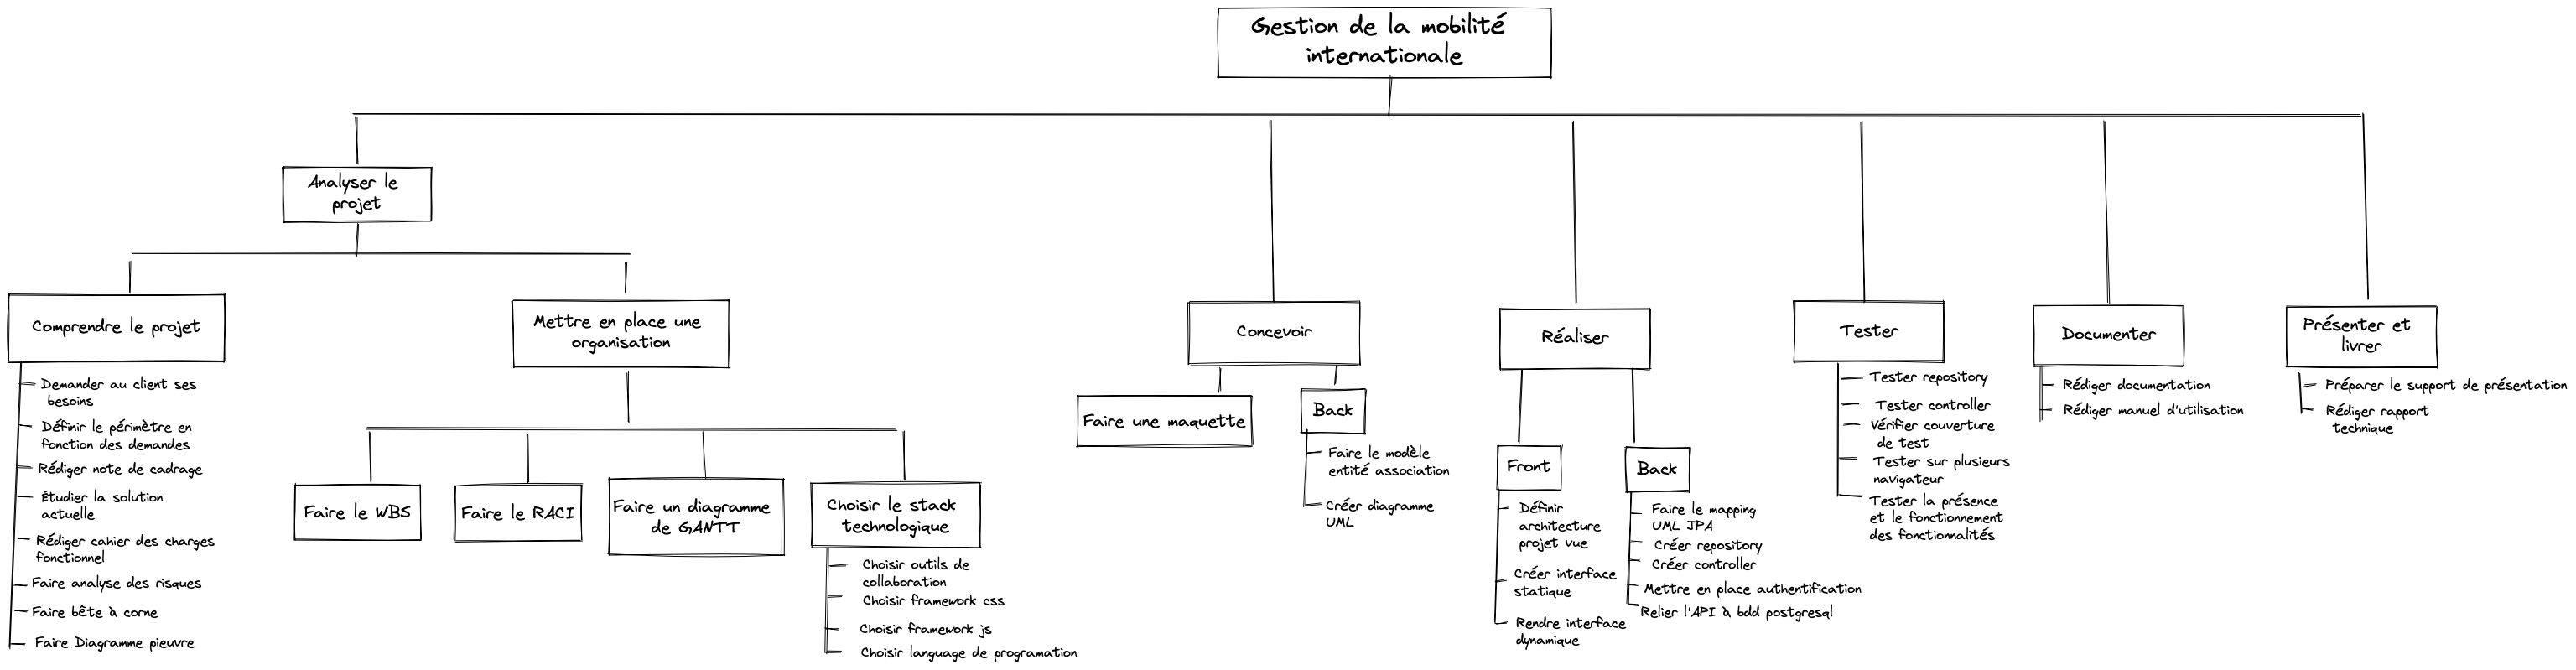 Gestion de la mobilité
internationale
Analyser le
projet
Comprendre le projet
Demander au client ses
besoins
Définir le périmètre en
fonction des demandes
Rédiger note de cadrage
Étudier la solution
actuelle
Rédiger cahier des charges
fonctionnel
Faire analyse des risques
Faire bête à corne
Faire Diagramme pieuvre
Mettre en place une
organisation
Faire le WBS
Faire le RACI
Faire un diagramme
de GANTT
Choisir le stack
technologique
Choisir outils de
collaboration
Choisir framework css
Choisir framework js
Choisir language de programation
Concevoir
Faire une maquette
Back
Faire le modèle
entité association
Créer diagramme
UML
Réaliser
Front
Définir
architecture
projet vue
Créer interface
statique
Rendre interface
dynamique
Back
Faire le mapping
UML JPA
Créer repository
Créer controller
Mettre en place authentification
Relier l'API à bdd postgresql
Tester
Tester repository
Tester controller
Vérifier couverture
de test
Tester sur plusieurs
navigateur
Tester la présence
et le fonctionnement
des fonctionnalités
Documenter
Rédiger documentation
Rédiger manuel d'utilisation
Présenter et
livrer
Préparer le support de présentation
Rédiger rapport
technique